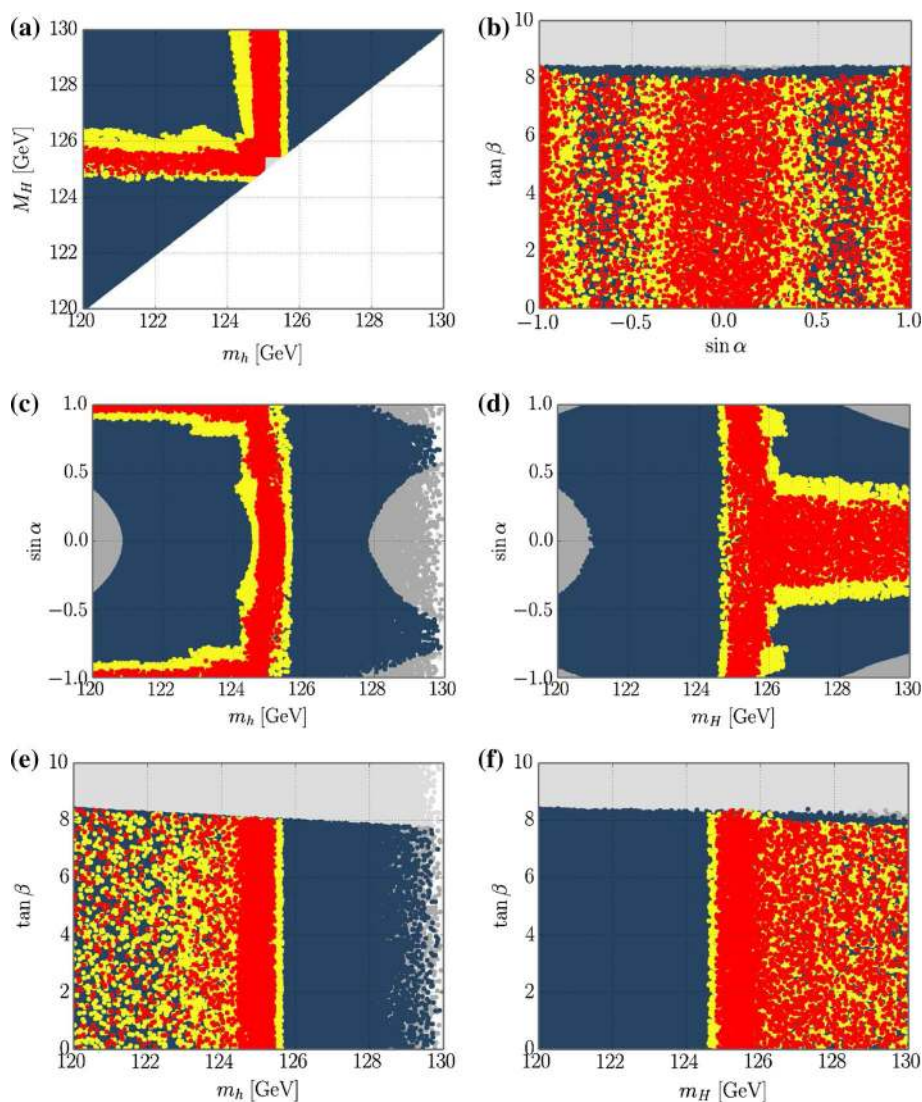 (a)
130
128
126
124
122
120
M_H [GeV]
120 122 124 126 128 130
m_h [GeV]
(b)
10
8
6
4
2
0
tan β
−1.0 −0.5 0.0 0.5 1.0
sin α
(c)
1.0
0.5
0.0
−0.5
−1.0
sin α
120 122 124 126 128 130
m_h [GeV]
(d)
1.0
0.5
0.0
−0.5
−1.0
sin α
120 122 124 126 128 130
m_H [GeV]
(e)
10
8
6
4
2
0
tan β
120 122 124 126 128 130
m_h [GeV]
(f)
10
8
6
4
2
0
tan β
120 122 124 126 128 130
m_H [GeV]